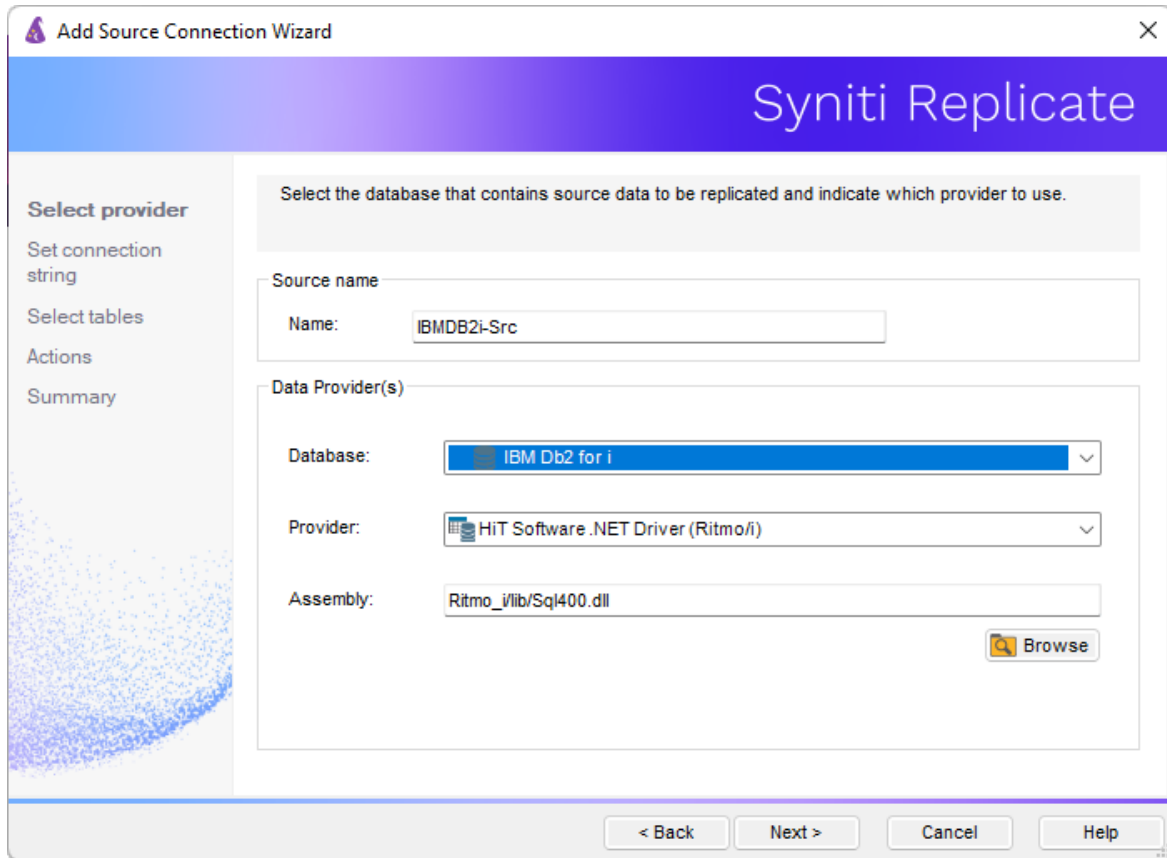 Add Source Connection Wizard
Syniti Replicate
Select provider
Set connection
string
Select tables
Actions
Summary
Select the database that contains source data to be replicated and indicate which provider to use.
Source name
Name:
IBMDB2i-Src
Data Provider(s)
Database:
IBM Db2 for i
Provider:
HiT Software .NET Driver (Ritmo/i)
Assembly:
Ritmo_i/lib/Sql400.dll
Browse
< Back
Next >
Cancel
Help